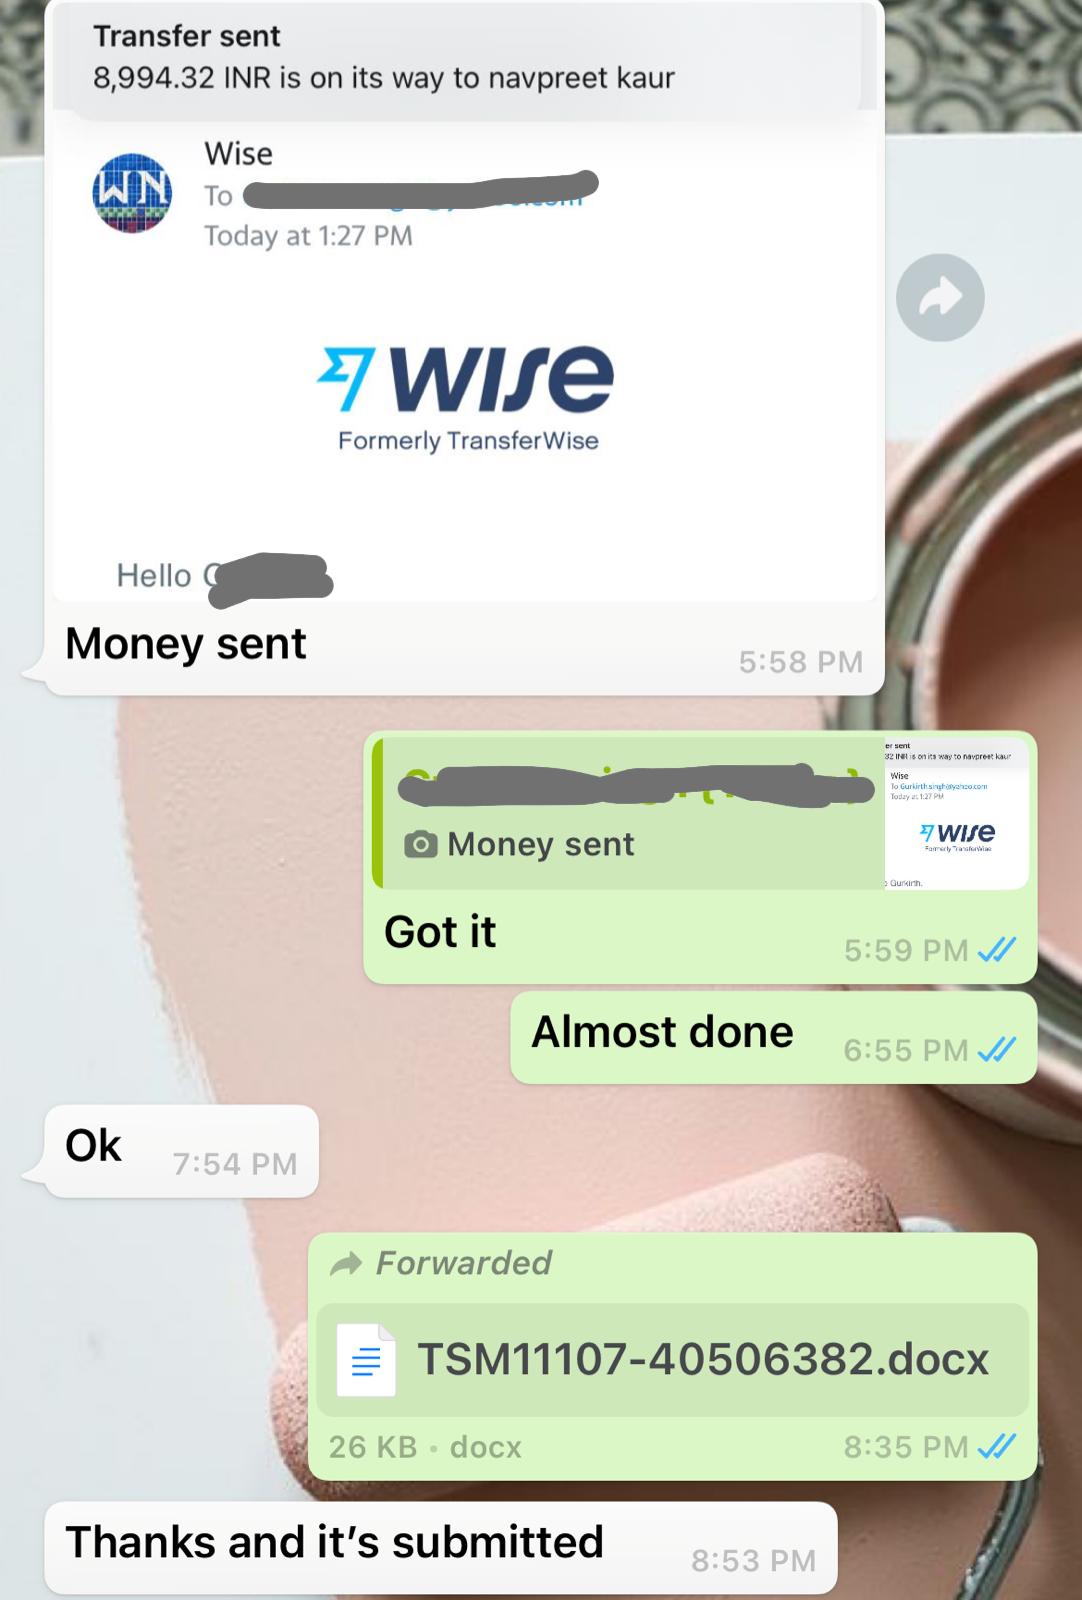 Transfer sent
8,994.32 INR is on its way to navpreet kaur
WN
Wise
To
Today at 1:27 PM
wise
Formerly TransferWise
Hello
Money sent
5:58 PM
er sent
32 INR is on its way to navpreet kaur
Wise
To Gurkirth.singh@yahoo.com
Today at 1:27 PM
wise
Formerly TransferWise
Gurkirth,
Money sent
Got it
5:59 PM
Almost done
6:55 PM
Ok
7:54 PM
Forwarded
TSM11107-40506382.docx
26 KB • docx
8:35 PM
Thanks and it’s submitted
8:53 PM